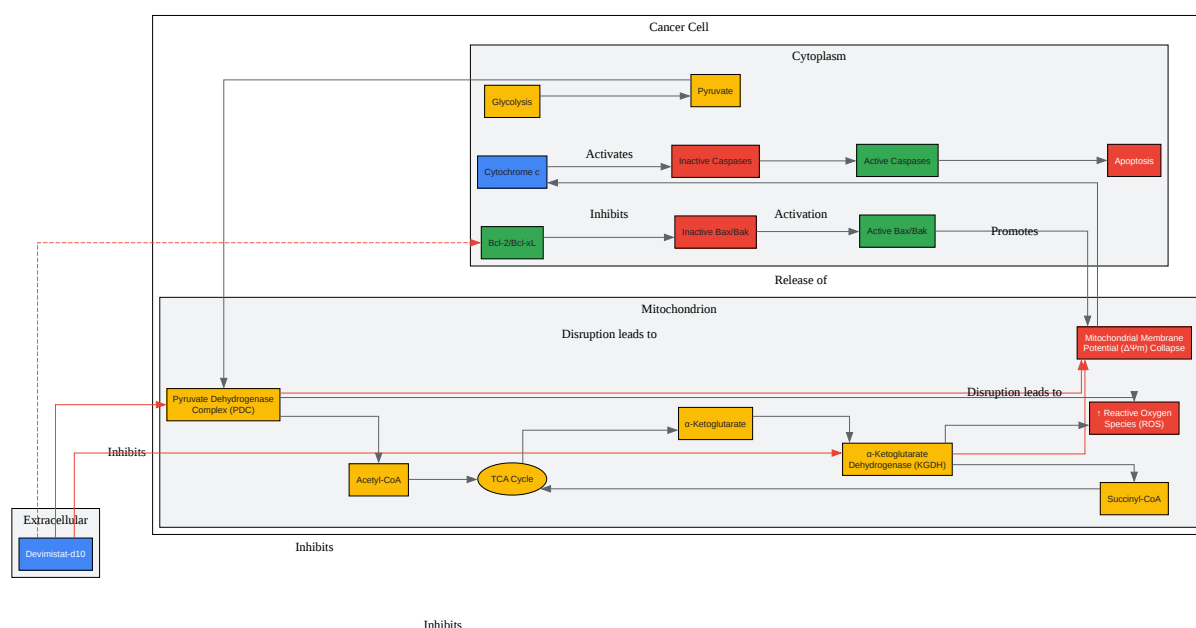 Cancer Cell
Cytoplasm
Glycolysis
Pyruvate
Cytochrome c
Activates
Inactive Caspases
Active Caspases
Apoptosis
Bcl-2/Bcl-xL
Inhibits
Inactive Bax/Bak
Activation
Active Bax/Bak
Promotes
Release of
Mitochondrion
Disruption leads to
Mitochondrial Membrane
Potential (ΔΨm) Collapse
Pyruvate Dehydrogenase
Complex (PDC)
Disruption leads to
↑ Reactive Oxygen
Species (ROS)
α-Ketoglutarate
Inhibits
α-Ketoglutarate
Dehydrogenase (KGDH)
Acetyl-CoA
TCA Cycle
Succinyl-CoA
Extracellular
Devimistat-d10
Inhibits
Inhibits